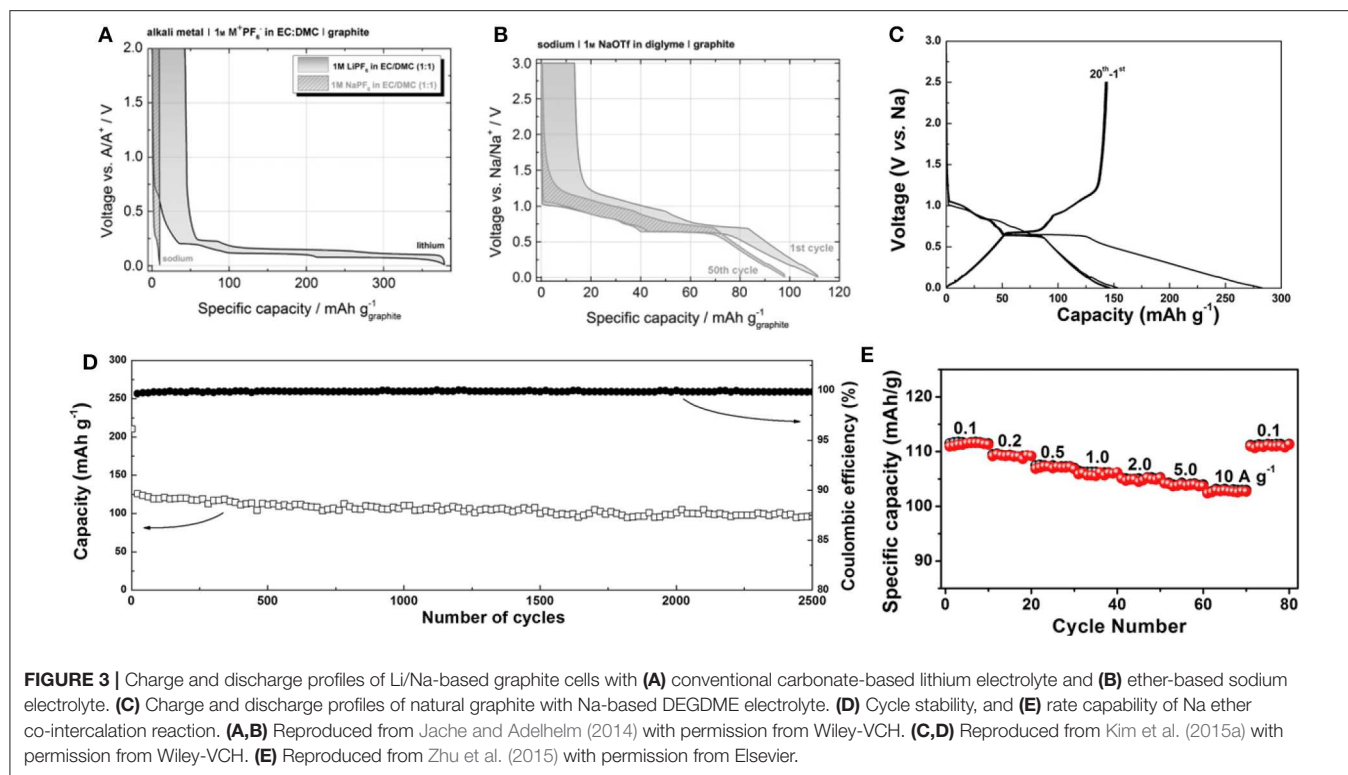 A
alkali metal | 1M M⁺PF₆⁻ in EC:DMC | graphite
2.0
1.5
1.0
0.5
0.0
Voltage vs. A/A⁺ / V
1M LiPF₆ in EC/DMC (1:1)
1M NaPF₆ in EC/DMC (1:1)
lithium
sodium
0 100 200 300
Specific capacity / mAh g⁻¹graphite
B
sodium | 1M NaOTf in diglyme | graphite
3.0
2.5
2.0
1.5
1.0
0.5
0.0
Voltage vs. Na/Na⁺ / V
1st cycle
50th cycle
0 20 40 60 80 100 120
Specific capacity / mAh g⁻¹graphite
C
3.0
2.5
2.0
1.5
1.0
0.5
0.0
Voltage (V vs. Na)
20th-1st
0 50 100 150 200 250 300
Capacity (mAh g⁻¹)
D
300
250
200
150
100
50
0
Capacity (mAh g⁻¹)
100
95
90
85
80
Coulombic efficiency (%)
0 500 1000 1500 2000 2500
Number of cycles
E
120
110
100
90
Specific capacity (mAh/g)
0.1
0.2
0.5
1.0
2.0
5.0
10 A g⁻¹
0.1
0 20 40 60 80
Cycle Number
FIGURE 3 | Charge and discharge profiles of Li/Na-based graphite cells with (A) conventional carbonate-based lithium electrolyte and (B) ether-based sodium
electrolyte. (C) Charge and discharge profiles of natural graphite with Na-based DEGDME electrolyte. (D) Cycle stability, and (E) rate capability of Na ether
co-intercalation reaction. (A,B) Reproduced from Jache and Adelhelm (2014) with permission from Wiley-VCH. (C,D) Reproduced from Kim et al. (2015a) with
permission from Wiley-VCH. (E) Reproduced from Zhu et al. (2015) with permission from Elsevier.